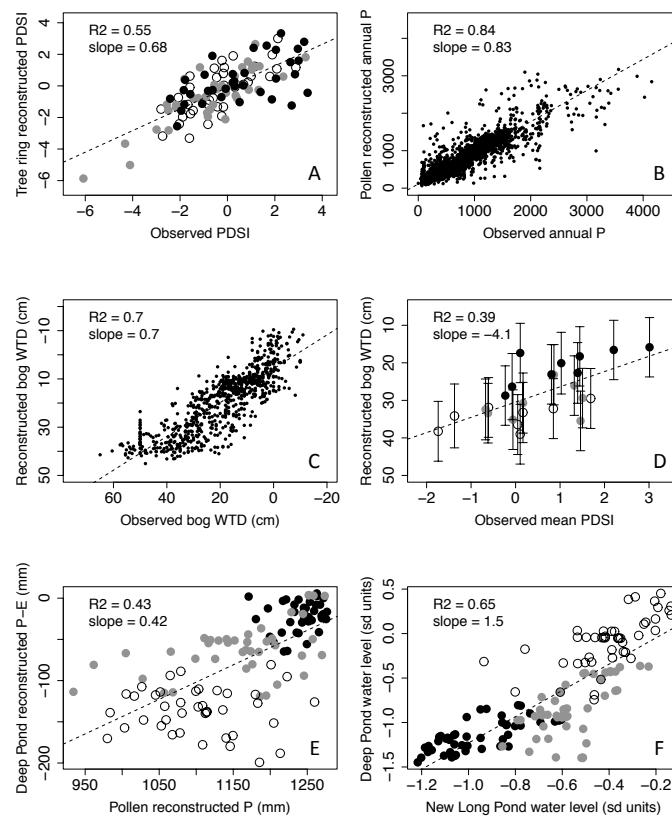 R2 = 0.55
slope = 0.68
A
Tree ring reconstructed PDSI
4
2
0
−2
−4
−6
−6 −4 −2 0 2 4
Observed PDSI
R2 = 0.84
slope = 0.83
B
Pollen reconstructed annual P
3000
1000
0
0 1000 2000 3000 4000
Observed annual P
R2 = 0.7
slope = 0.7
C
Reconstructed bog WTD (cm)
−10
10
30
50
60 40 20 0 −20
Observed bog WTD (cm)
R2 = 0.39
slope = −4.1
D
Reconstructed bog WTD (cm)
10
20
30
40
50
−2 −1 0 1 2 3
Observed mean PDSI
R2 = 0.43
slope = 0.42
E
Deep Pond reconstructed P−E (mm)
0
−100
−200
950 1050 1150 1250
Pollen reconstructed P (mm)
R2 = 0.65
slope = 1.5
F
Deep Pond water level (sd units)
0.5
0.0
−0.5
−1.0
−1.5
−1.2 −1.0 −0.8 −0.6 −0.4 −0.2
New Long Pond water level (sd units)